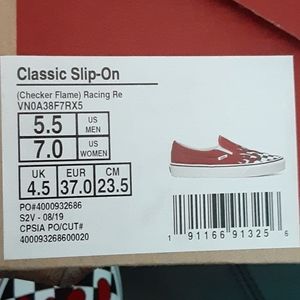 Classic Slip-On
(Checker Flame) Racing Re
VN0A38F7RX5
5.5 US MEN
7.0 US WOMEN
UK EUR CM
4.5 37.0 23.5
PO#4000932686
S2V - 08/19
CPSIA PO/CUT#
400093268600020
1 91166 91325 6